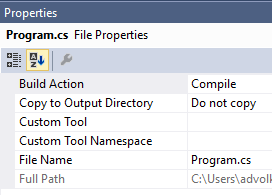 Properties
Program.cs File Properties
Build Action Compile
Copy to Output Directory Do not copy
Custom Tool
Custom Tool Namespace
File Name Program.cs
Full Path C:\Users\advolk